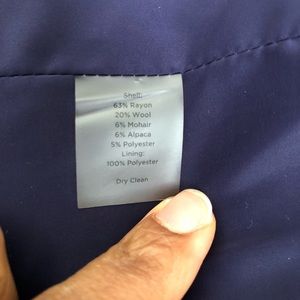 Shell:
63% Rayon
20% Wool
6% Mohair
6% Alpaca
5% Polyester
Lining:
100% Polyester
Dry Clean